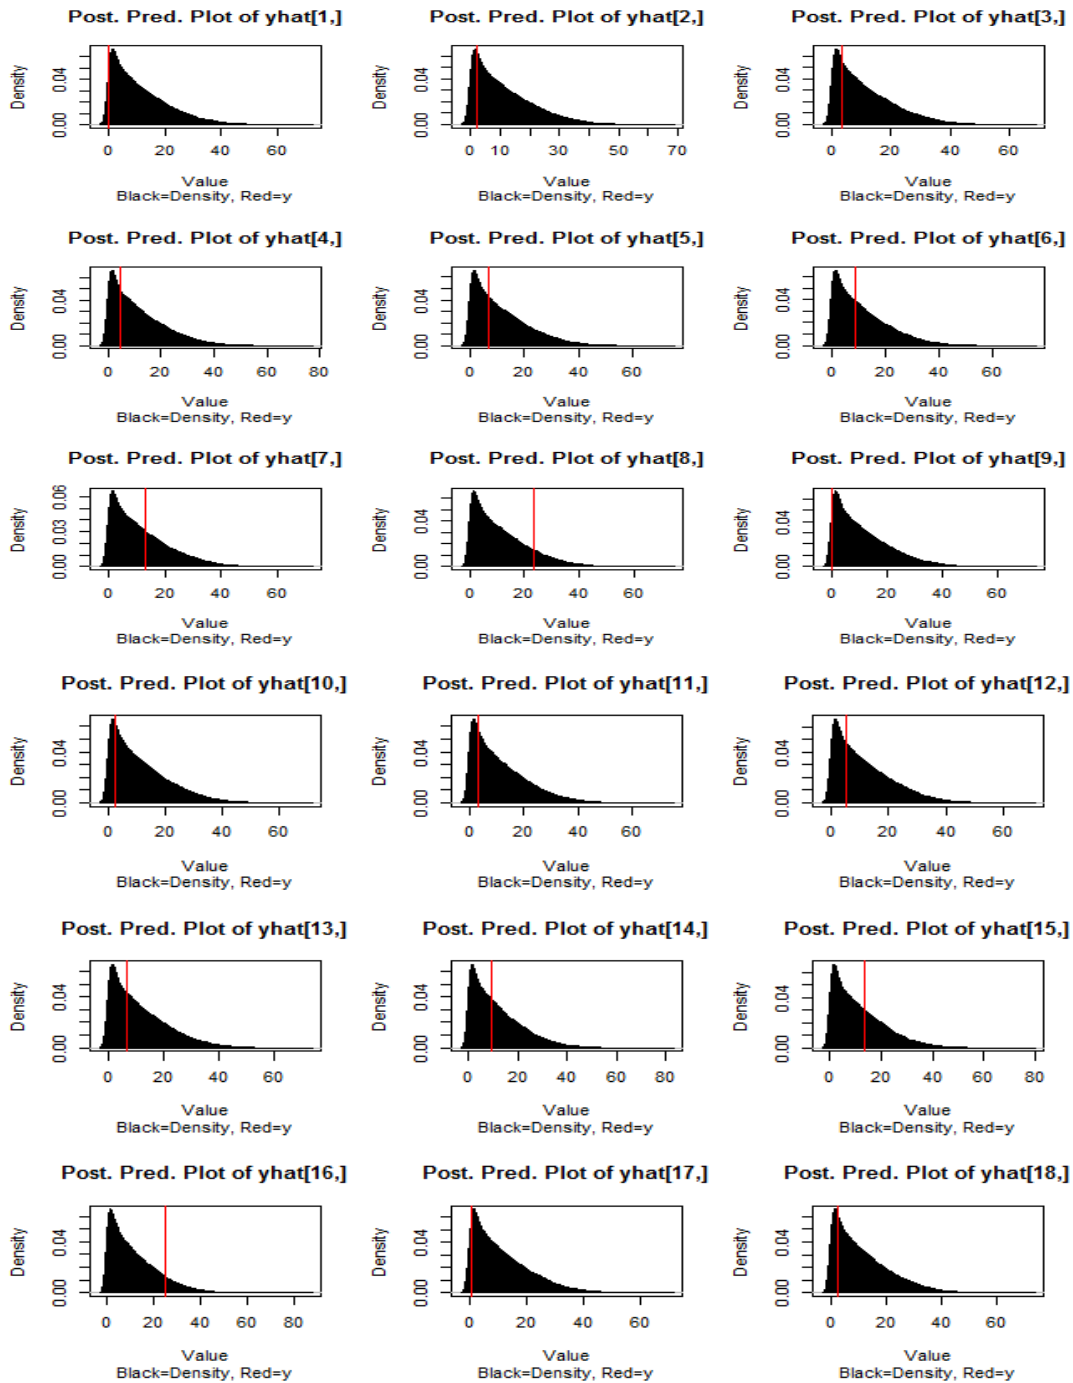 Post. Pred. Plot of yhat[1,]
Density
0.00 0.04
0 20 40 60
Value
Black=Density, Red=y
Post. Pred. Plot of yhat[2,]
Density
0.00 0.04
0 10 30 50 70
Value
Black=Density, Red=y
Post. Pred. Plot of yhat[3,]
Density
0.00 0.04
0 20 40 60
Value
Black=Density, Red=y
Post. Pred. Plot of yhat[4,]
Density
0.00 0.04
0 20 40 60 80
Value
Black=Density, Red=y
Post. Pred. Plot of yhat[5,]
Density
0.00 0.04
0 20 40 60
Value
Black=Density, Red=y
Post. Pred. Plot of yhat[6,]
Density
0.00 0.04
0 20 40 60
Value
Black=Density, Red=y
Post. Pred. Plot of yhat[7,]
Density
0.00 0.03 0.06
0 20 40 60
Value
Black=Density, Red=y
Post. Pred. Plot of yhat[8,]
Density
0.00 0.04
0 20 40 60
Value
Black=Density, Red=y
Post. Pred. Plot of yhat[9,]
Density
0.00 0.04
0 20 40 60
Value
Black=Density, Red=y
Post. Pred. Plot of yhat[10,]
Density
0.00 0.04
0 20 40 60
Value
Black=Density, Red=y
Post. Pred. Plot of yhat[11,]
Density
0.00 0.04
0 20 40 60
Value
Black=Density, Red=y
Post. Pred. Plot of yhat[12,]
Density
0.00 0.04
0 20 40 60
Value
Black=Density, Red=y
Post. Pred. Plot of yhat[13,]
Density
0.00 0.04
0 20 40 60
Value
Black=Density, Red=y
Post. Pred. Plot of yhat[14,]
Density
0.00 0.04
0 20 40 60 80
Value
Black=Density, Red=y
Post. Pred. Plot of yhat[15,]
Density
0.00 0.04
0 20 40 60 80
Value
Black=Density, Red=y
Post. Pred. Plot of yhat[16,]
Density
0.00 0.04
0 20 40 60 80
Value
Black=Density, Red=y
Post. Pred. Plot of yhat[17,]
Density
0.00 0.04
0 20 40 60
Value
Black=Density, Red=y
Post. Pred. Plot of yhat[18,]
Density
0.00 0.04
0 20 40 60
Value
Black=Density, Red=y